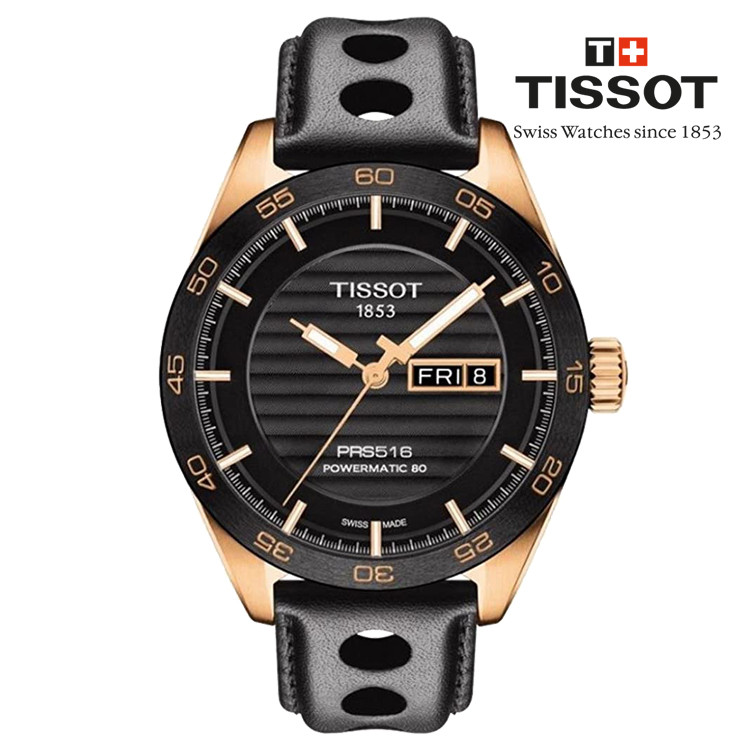 T+
TISSOT
Swiss Watches since 1853
60
05
10
15
20
25
30
35
40
45
50
55
TISSOT
1853
FRI 8
PRS516
POWERMATIC 80
SWISS MADE